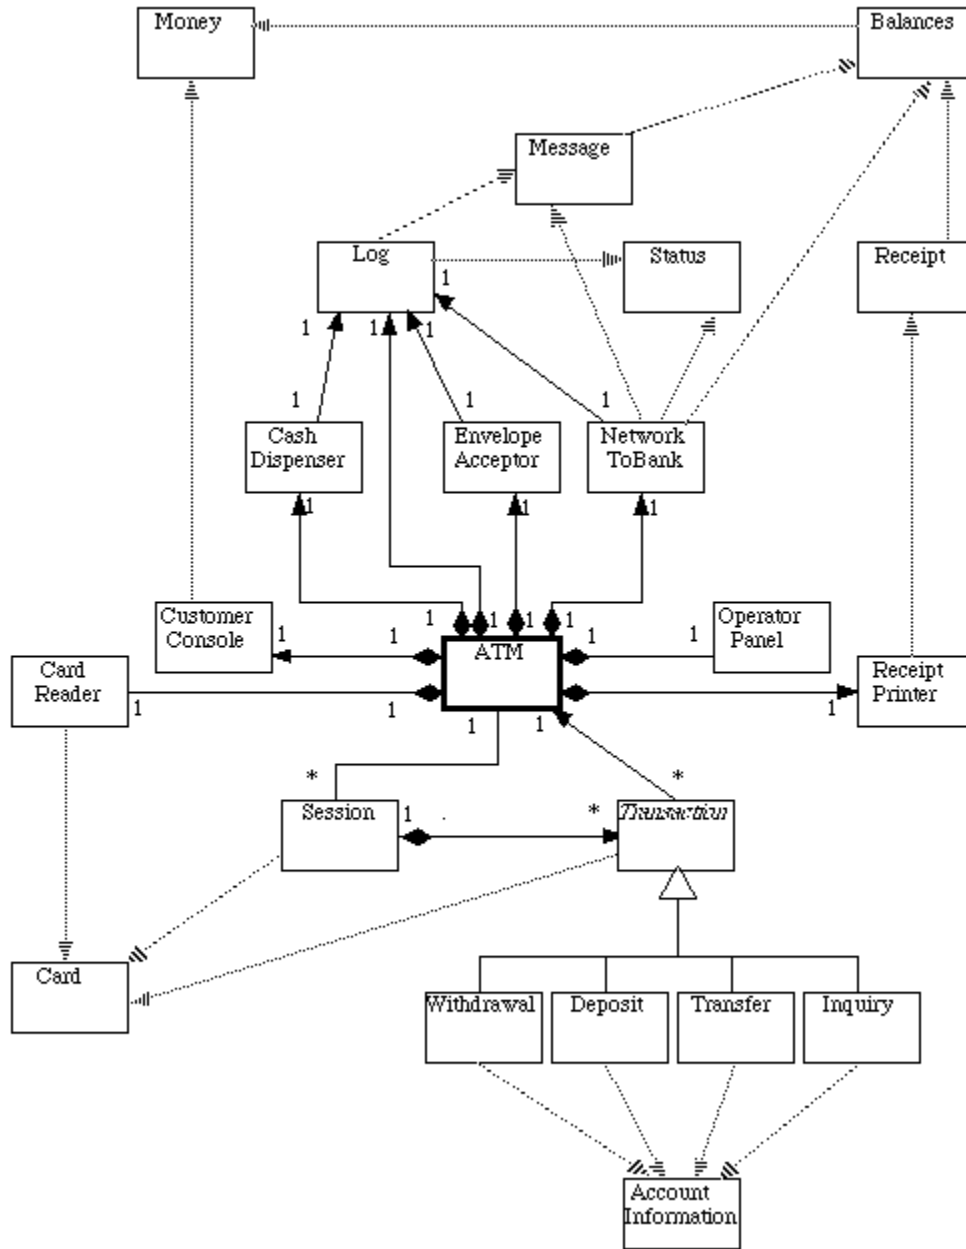 Money
Balances
Message
Log
Status
Receipt
1
1
1
1
1
1
1
Cash
Dispenser
Envelope
Acceptor
Network
ToBank
1
1
1
Customer
Console
1
1
1
1
1
1
1
1
Operator
Panel
ATM
Card
Reader
Receipt
Printer
1
1
1
1
1
*
*
Session
1
*
Transaction
Card
Withdrawal
Deposit
Transfer
Inquiry
Account
Information